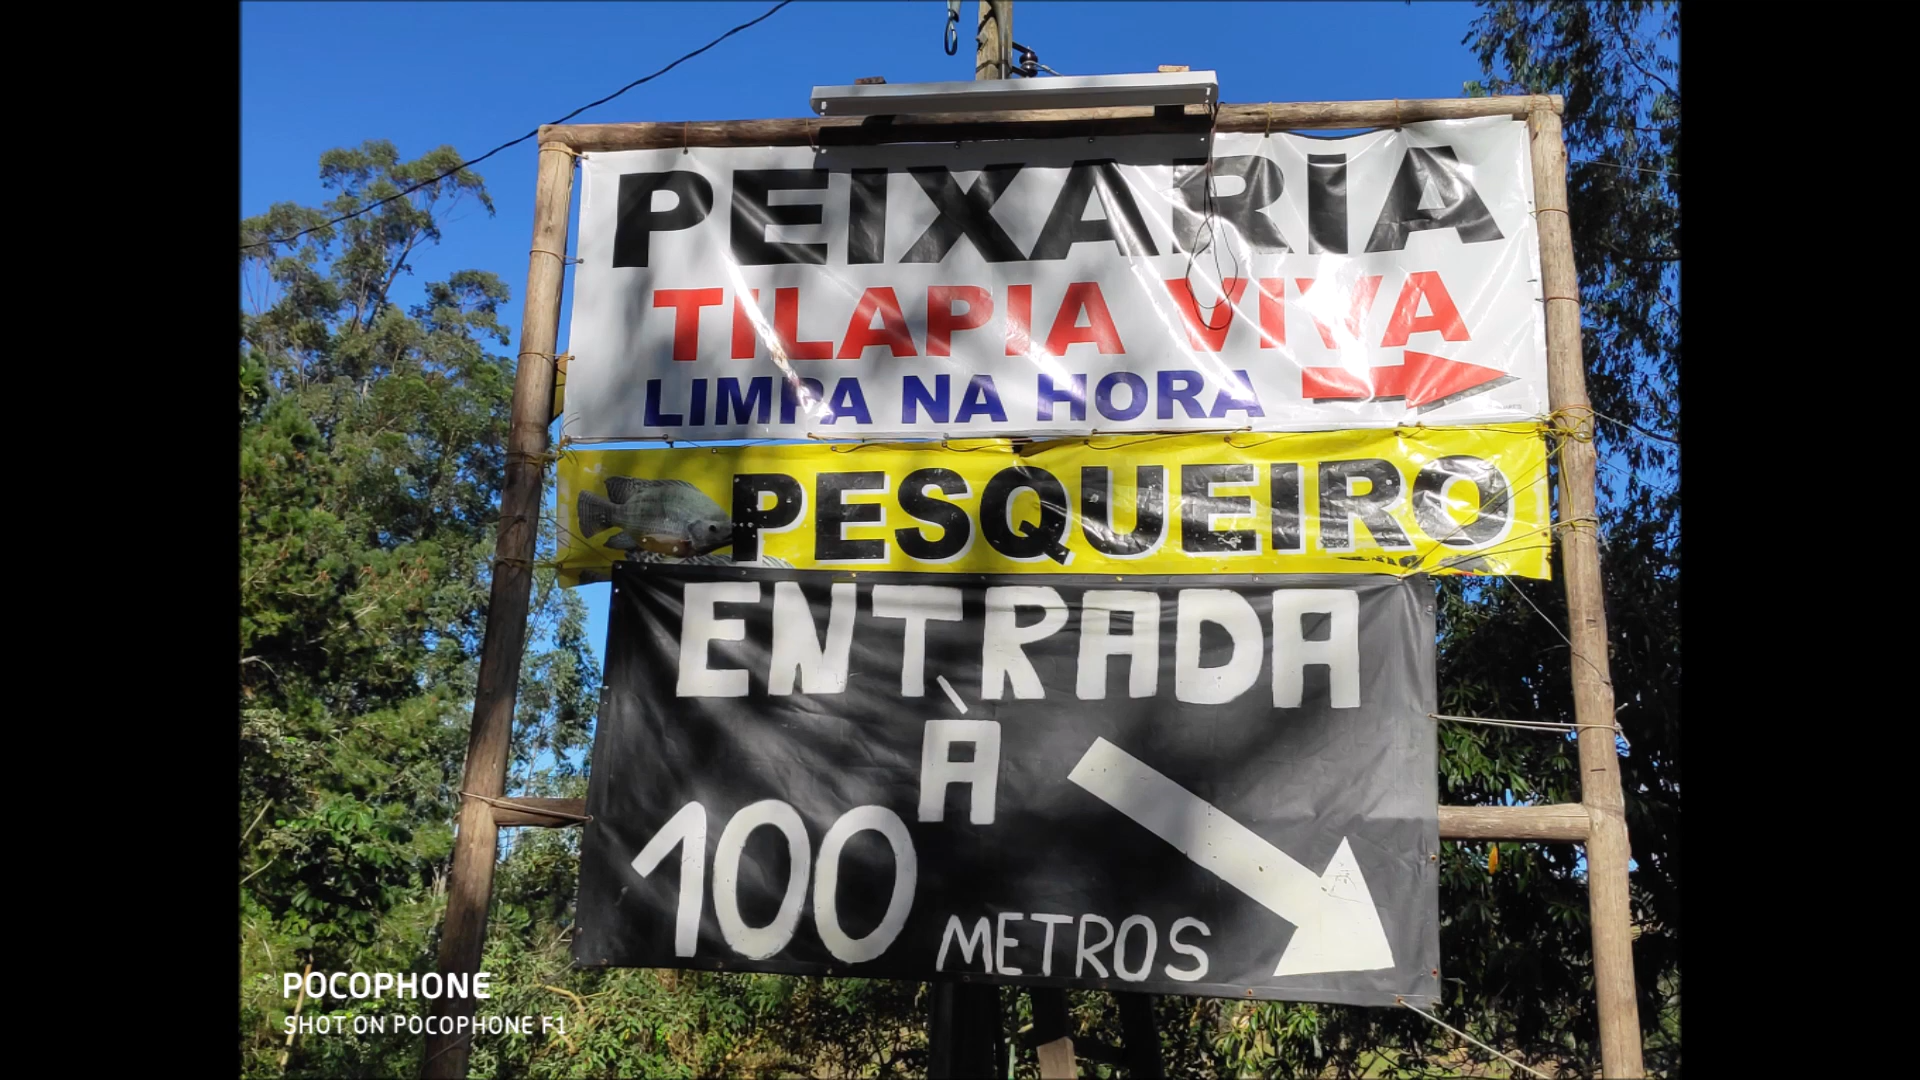 PEIXARIA
TILAPIA VIVA
LIMPA NA HORA
PESQUEIRO
ENTRADA
À
100 METROS
POCOPHONE
SHOT ON POCOPHONE F1